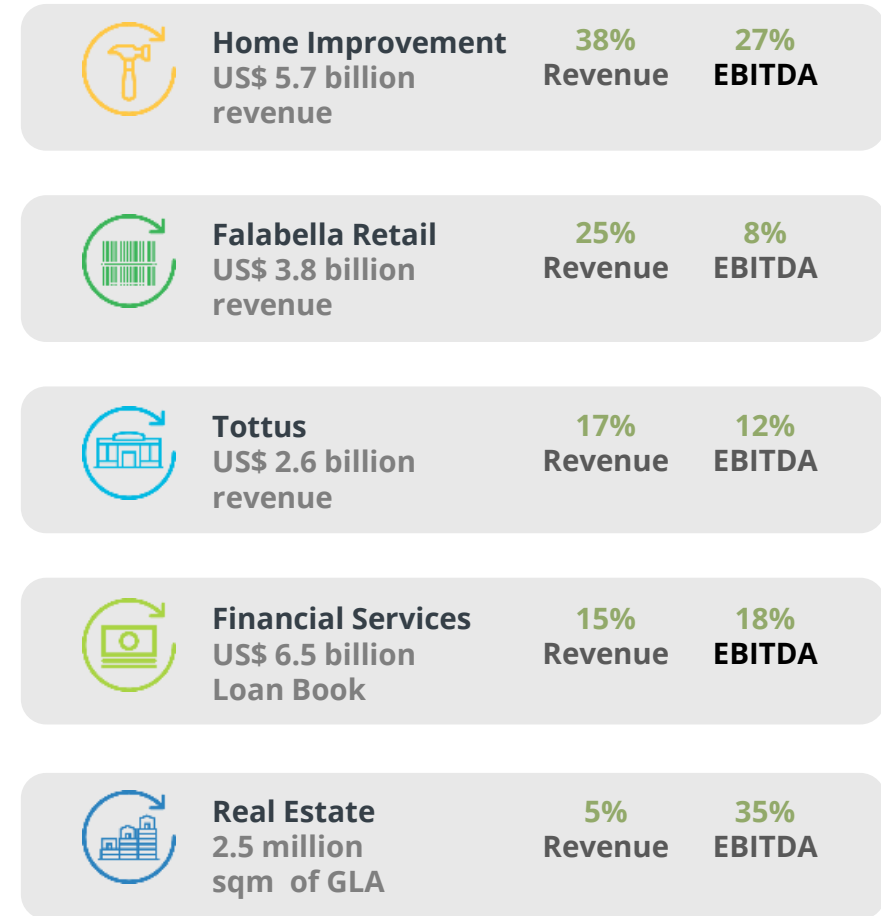 Home Improvement
US$ 5.7 billion
revenue
38%
Revenue
27%
EBITDA
Falabella Retail
US$ 3.8 billion
revenue
25%
Revenue
8%
EBITDA
Tottus
US$ 2.6 billion
revenue
17%
Revenue
12%
EBITDA
Financial Services
US$ 6.5 billion
Loan Book
15%
Revenue
18%
EBITDA
Real Estate
2.5 million
sqm of GLA
5%
Revenue
35%
EBITDA